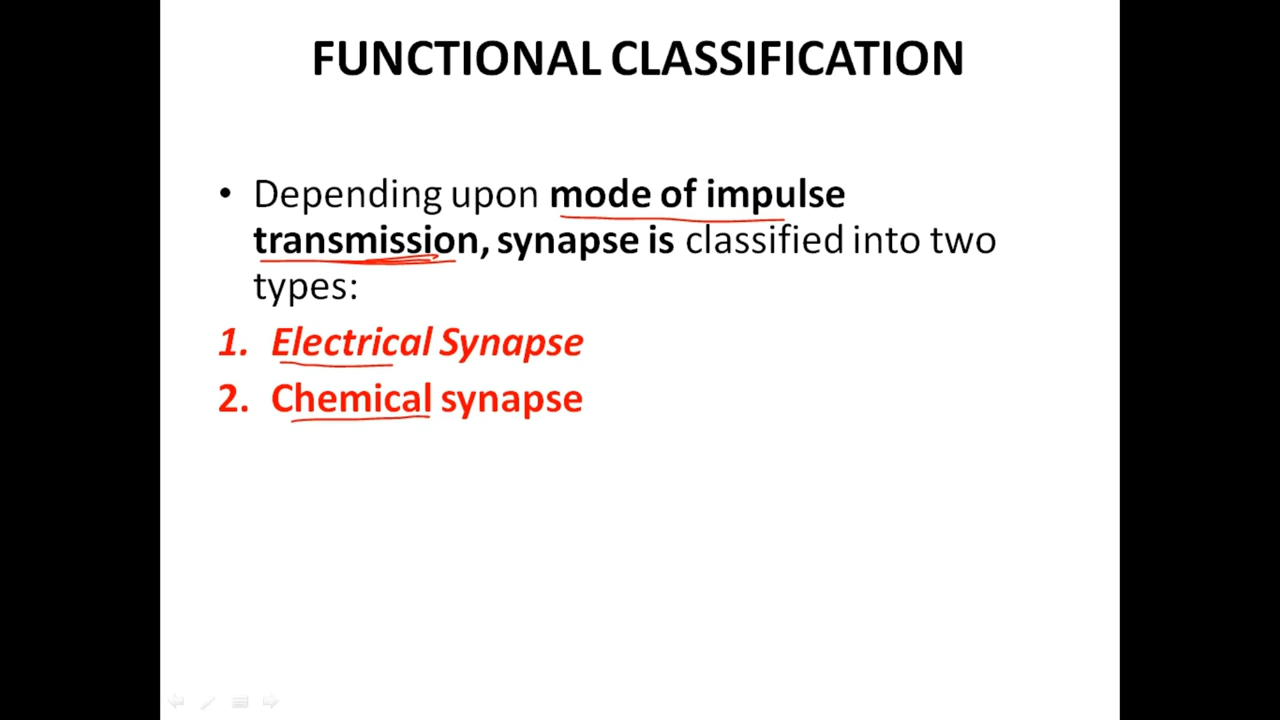 FUNCTIONAL CLASSIFICATION
• Depending upon mode of impulse
transmission, synapse is classified into two
types:
1. Electrical Synapse
2. Chemical synapse